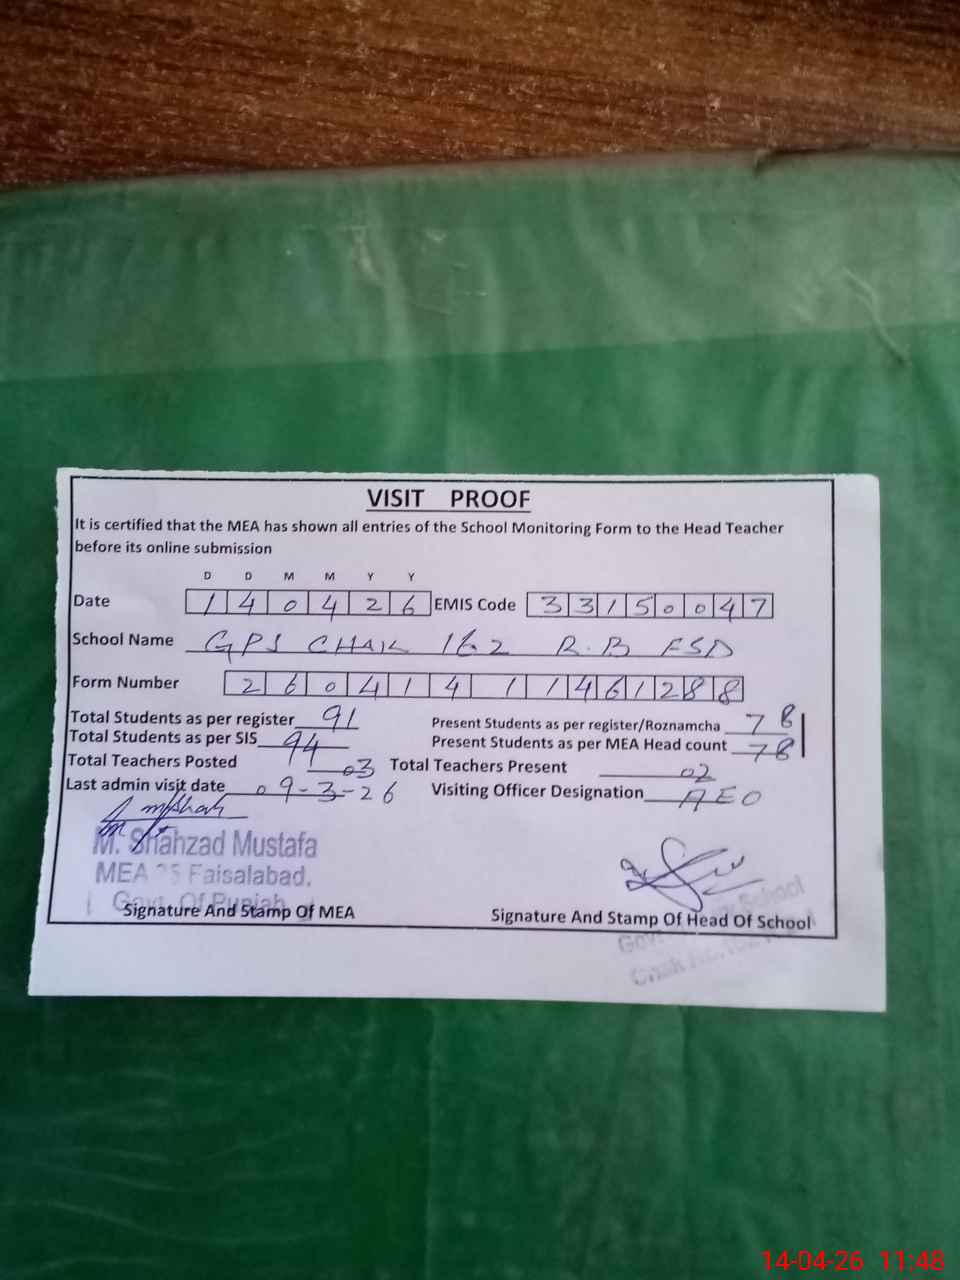 VISIT PROOF
It is certified that the MEA has shown all entries of the School Monitoring Form to the Head Teacher
before its online submission
D D M M Y Y
Date 1 4 0 4 2 6 EMIS Code 3 3 1 5 0 0 4 7
School Name GPS CHAK 162 R.B FSD
Form Number 2 6 0 4 1 4 1 1 4 6 1 2 8 8
Total Students as per register 91 Present Students as per register/Roznamcha 78
Total Students as per SIS 94 Present Students as per MEA Head count 78
Total Teachers Posted 03 Total Teachers Present 02
Last admin visit date 09-3-26 Visiting Officer Designation AEO
M. Shahzad Mustafa
MEA Faisalabad.
Govt. Of Punjab
Signature And Stamp Of MEA Signature And Stamp Of Head Of School
School
Chak
14-04-26 11:48